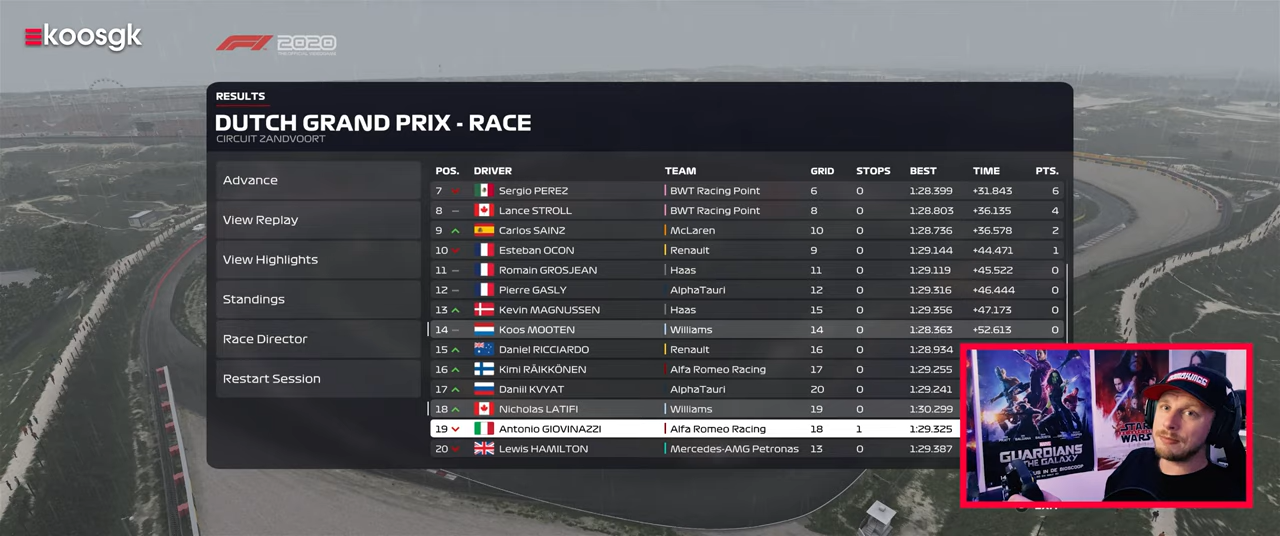 koosgk
F1 2020
RESULTS
DUTCH GRAND PRIX - RACE
CIRCUIT ZANDVOORT
Advance
View Replay
View Highlights
Standings
Race Director
Restart Session
POS. DRIVER TEAM GRID STOPS BEST TIME PTS.
7 Sergio PEREZ BWT Racing Point 6 0 1:28.399 +31.843 6
8 Lance STROLL BWT Racing Point 8 0 1:28.803 +36.135 4
9 Carlos SAINZ McLaren 10 0 1:28.736 +36.578 2
10 Esteban OCON Renault 9 0 1:29.144 +44.471 1
11 Romain GROSJEAN Haas 11 0 1:29.119 +45.522 0
12 Pierre GASLY AlphaTauri 12 0 1:29.316 +46.444 0
13 Kevin MAGNUSSEN Haas 15 0 1:29.356 +47.173 0
14 Koos MOOTEN Williams 14 0 1:28.363 +52.613 0
15 Daniel RICCIARDO Renault 16 0 1:28.934
16 Kimi RÄIKKÖNEN Alfa Romeo Racing 17 0 1:29.255
17 Daniil KVYAT AlphaTauri 20 0 1:29.241
18 Nicholas LATIFI Williams 19 0 1:30.299
19 Antonio GIOVINAZZI Alfa Romeo Racing 18 1 1:29.325
20 Lewis HAMILTON Mercedes-AMG Petronas 13 0 1:29.387
MARVEL
GUARDIANS
OF THE GALAXY
IN DE BIOSCOOP
STAR
WARS